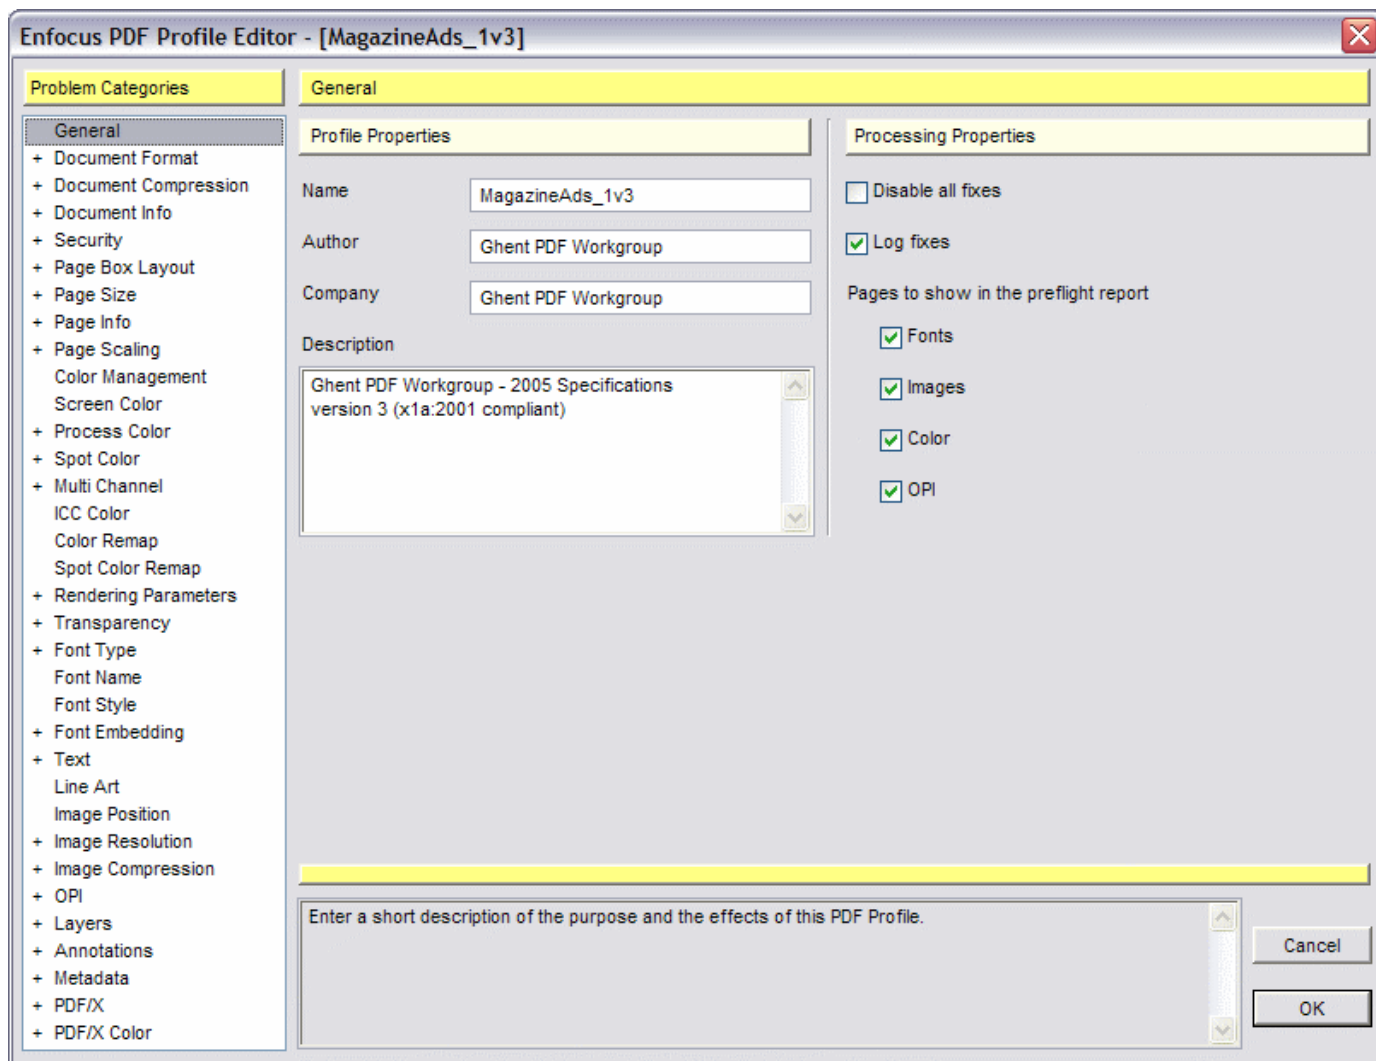 Enfocus PDF Profile Editor - [MagazineAds_1v3]
Problem Categories
General
+ Document Format
+ Document Compression
+ Document Info
+ Security
+ Page Box Layout
+ Page Size
+ Page Info
+ Page Scaling
Color Management
Screen Color
+ Process Color
+ Spot Color
+ Multi Channel
ICC Color
Color Remap
Spot Color Remap
+ Rendering Parameters
+ Transparency
+ Font Type
Font Name
Font Style
+ Font Embedding
+ Text
Line Art
Image Position
+ Image Resolution
+ Image Compression
+ OPI
+ Layers
+ Annotations
+ Metadata
+ PDF/X
+ PDF/X Color
General
Profile Properties
Name
MagazineAds_1v3
Author
Ghent PDF Workgroup
Company
Ghent PDF Workgroup
Description
Ghent PDF Workgroup - 2005 Specifications
version 3 (x1a:2001 compliant)
Processing Properties
Disable all fixes
Log fixes
Pages to show in the preflight report
Fonts
Images
Color
OPI
Enter a short description of the purpose and the effects of this PDF Profile.
Cancel
OK